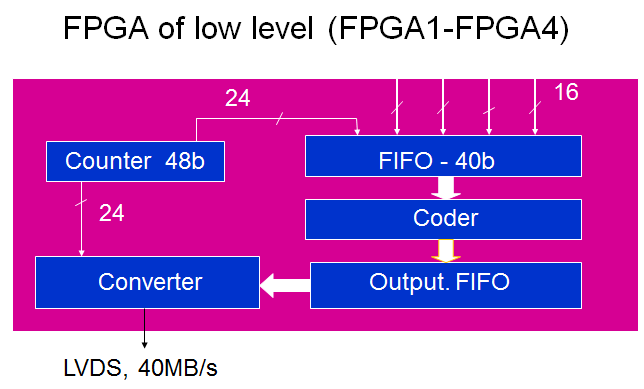 FPGA of low level (FPGA1-FPGA4)
24
16
Counter 48b
FIFO - 40b
24
Coder
Converter
Output. FIFO
LVDS, 40MB/s